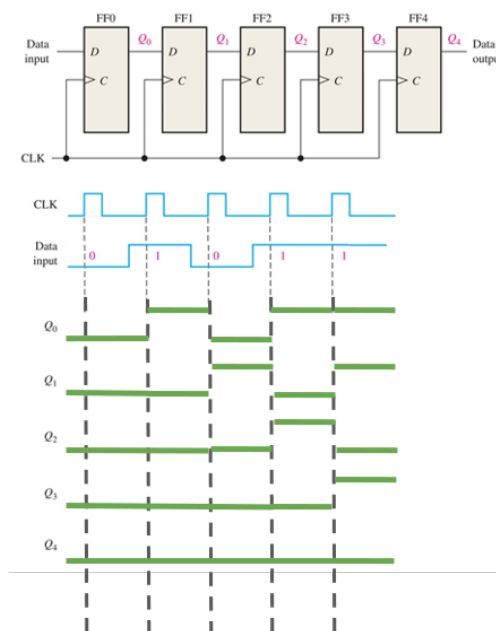 FF0 FF1 FF2 FF3 FF4
Data input D Q0 D Q1 D Q2 D Q3 D Q4 Data output
C C C C C
CLK
CLK
Data input 0 1 0 1 1
Q0
Q1
Q2
Q3
Q4